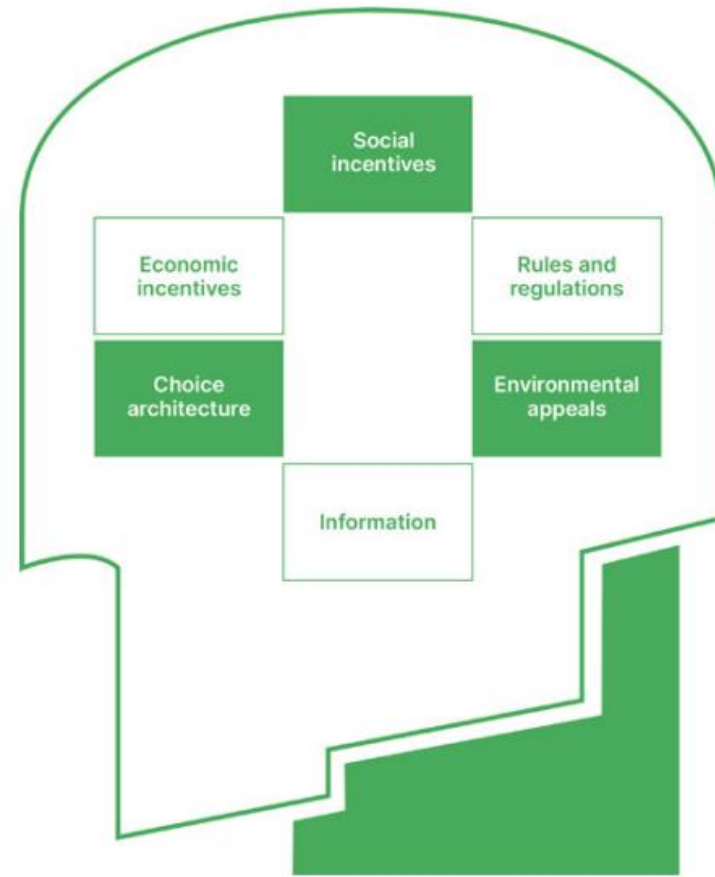 Social
incentives
Economic
incentives
Rules and
regulations
Choice
architecture
Environmental
appeals
Information